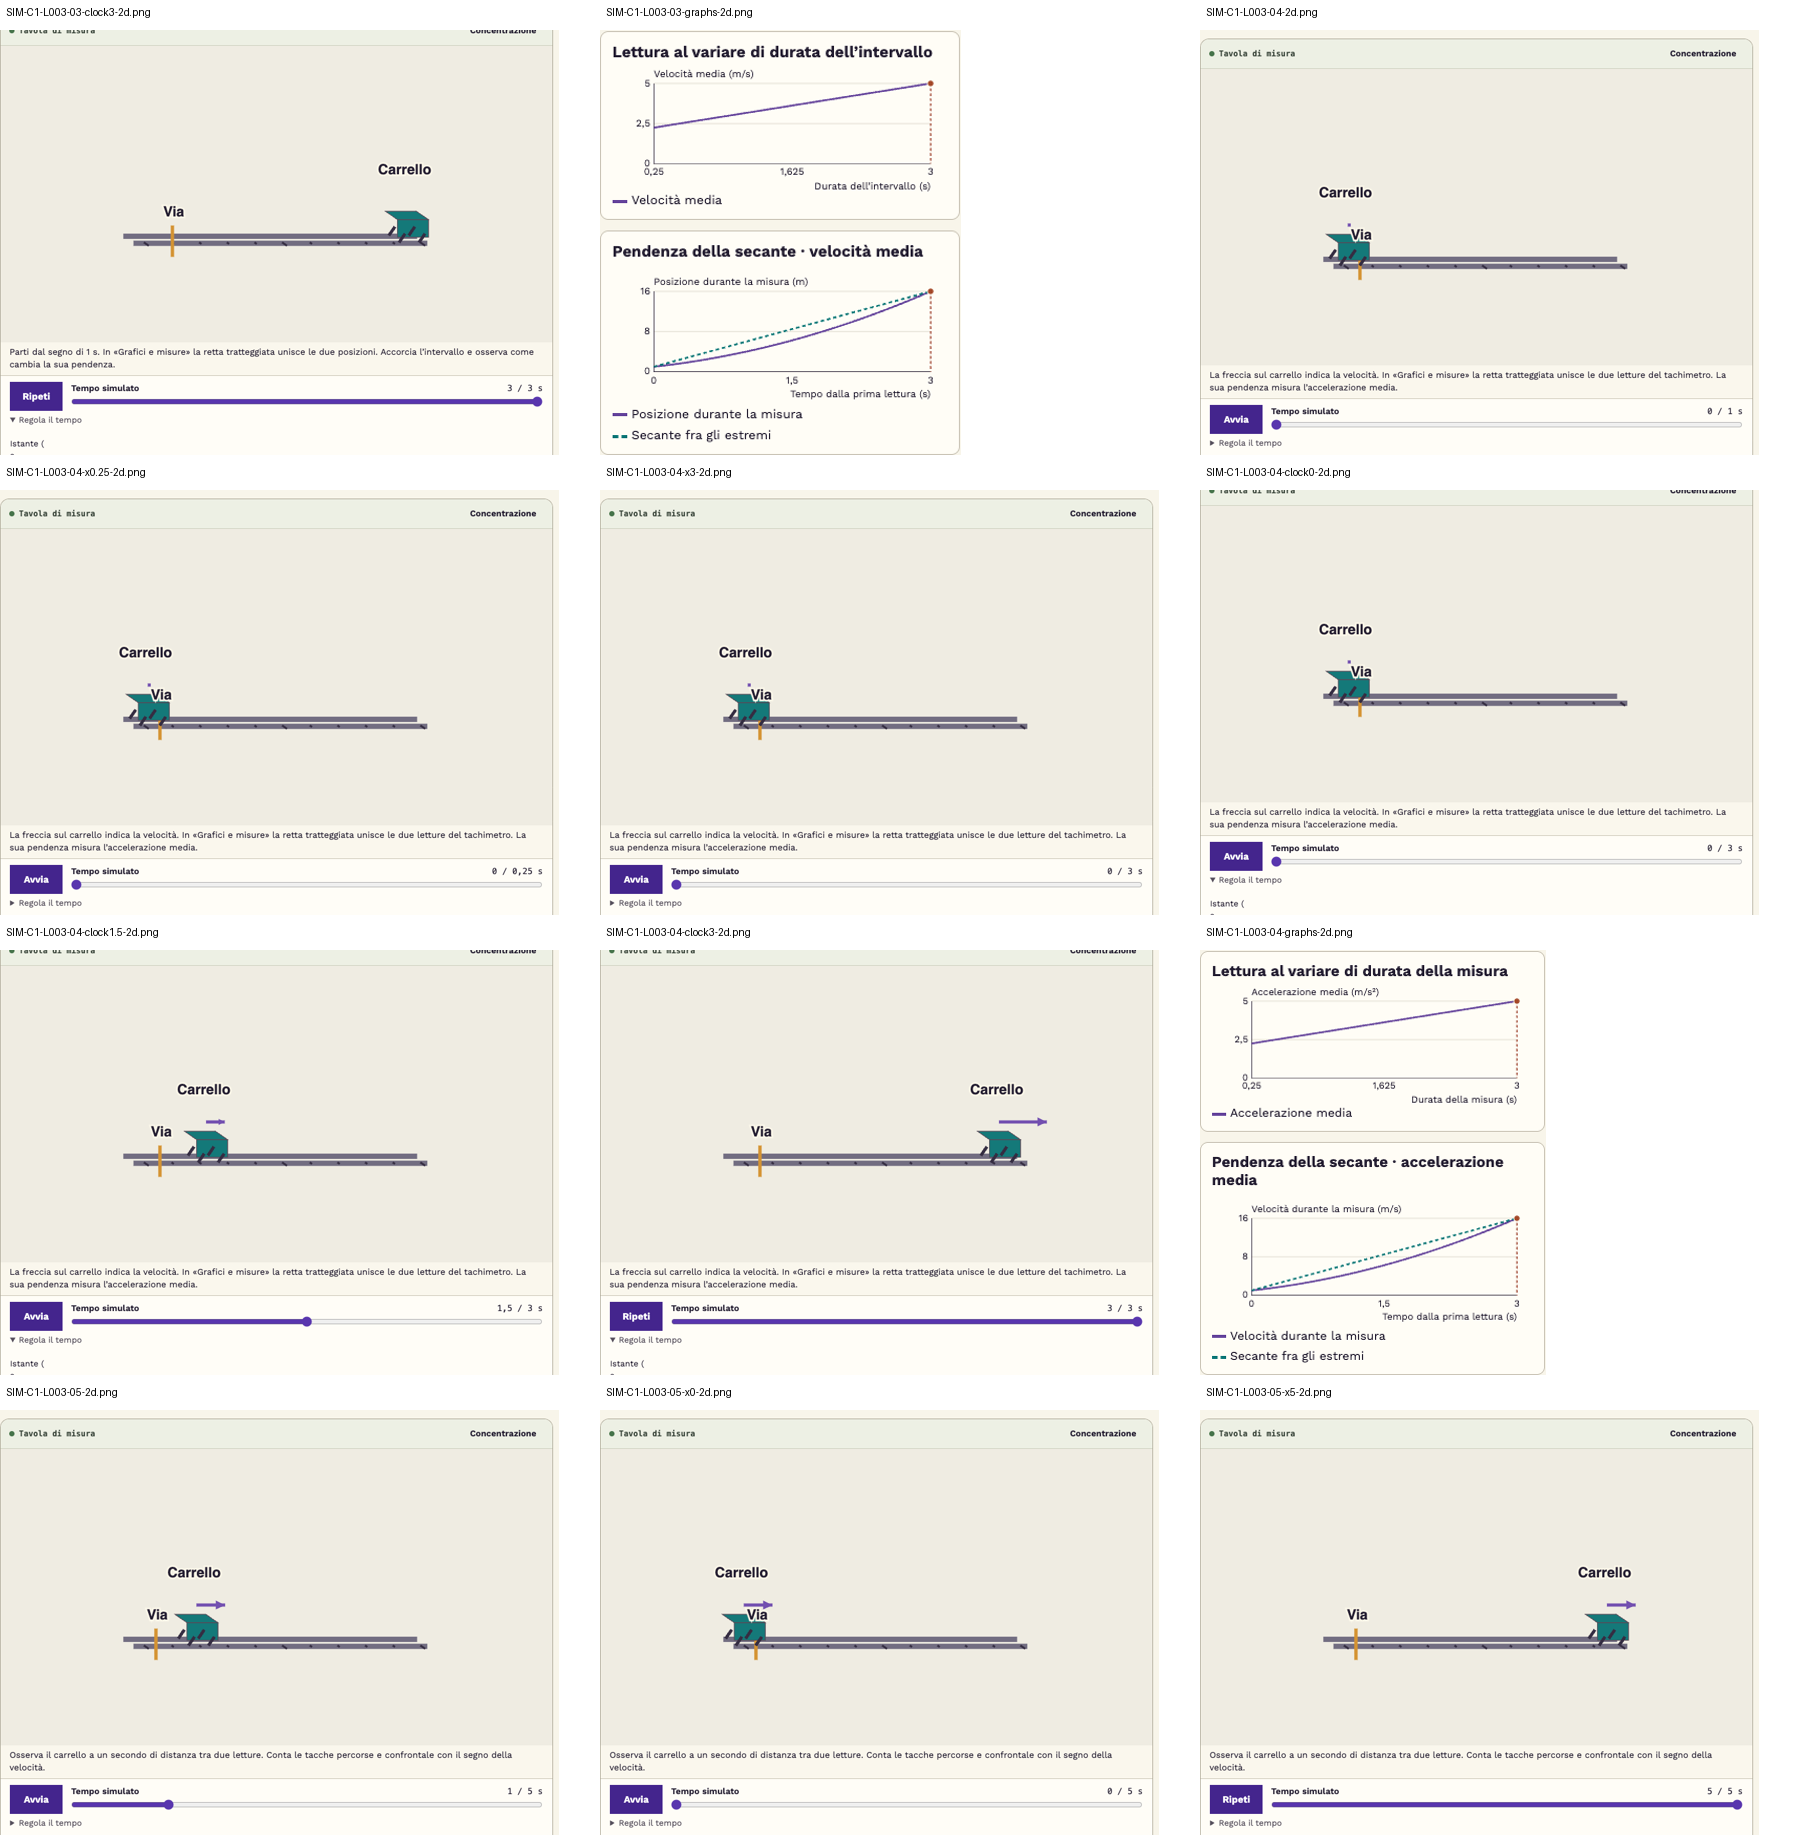 SIM-C1-L003-03-clock3-2d.png
Tavola di misura
Concentrazione
Carrello
Via
Parti dal segno di 1 s. In «Grafici e misure» la retta tratteggiata unisce le due posizioni. Accorcia l'intervallo e osserva come
cambia la sua pendenza.
Ripeti
Tempo simulato
3 / 3 s
▼ Regola il tempo
Istante (
SIM-C1-L003-03-graphs-2d.png
Lettura al variare di durata dell'intervallo
Velocità media (m/s)
5
2,5
0
0,25
1,625
3
Durata dell'intervallo (s)
Velocità media
Pendenza della secante · velocità media
Posizione durante la misura (m)
16
8
0
0
1,5
3
Tempo dalla prima lettura (s)
Posizione durante la misura
Secante fra gli estremi
SIM-C1-L003-04-2d.png
Tavola di misura
Concentrazione
Carrello
Via
La freccia sul carrello indica la velocità. In «Grafici e misure» la retta tratteggiata unisce le due letture del tachimetro. La
sua pendenza misura l'accelerazione media.
Avvia
Tempo simulato
0 / 1 s
► Regola il tempo
SIM-C1-L003-04-x0.25-2d.png
Tavola di misura
Concentrazione
Carrello
Via
La freccia sul carrello indica la velocità. In «Grafici e misure» la retta tratteggiata unisce le due letture del tachimetro. La
sua pendenza misura l'accelerazione media.
Avvia
Tempo simulato
0 / 0,25 s
► Regola il tempo
SIM-C1-L003-04-x3-2d.png
Tavola di misura
Concentrazione
Carrello
Via
La freccia sul carrello indica la velocità. In «Grafici e misure» la retta tratteggiata unisce le due letture del tachimetro. La
sua pendenza misura l'accelerazione media.
Avvia
Tempo simulato
0 / 3 s
► Regola il tempo
SIM-C1-L003-04-clock0-2d.png
Tavola di misura
Concentrazione
Carrello
Via
La freccia sul carrello indica la velocità. In «Grafici e misure» la retta tratteggiata unisce le due letture del tachimetro. La
sua pendenza misura l'accelerazione media.
Avvia
Tempo simulato
0 / 3 s
▼ Regola il tempo
Istante (
SIM-C1-L003-04-clock1.5-2d.png
Tavola di misura
Concentrazione
Carrello
Via
La freccia sul carrello indica la velocità. In «Grafici e misure» la retta tratteggiata unisce le due letture del tachimetro. La
sua pendenza misura l'accelerazione media.
Avvia
Tempo simulato
1,5 / 3 s
▼ Regola il tempo
Istante (
SIM-C1-L003-04-clock3-2d.png
Tavola di misura
Concentrazione
Carrello
Via
La freccia sul carrello indica la velocità. In «Grafici e misure» la retta tratteggiata unisce le due letture del tachimetro. La
sua pendenza misura l'accelerazione media.
Ripeti
Tempo simulato
3 / 3 s
▼ Regola il tempo
Istante (
SIM-C1-L003-04-graphs-2d.png
Lettura al variare di durata della misura
Accelerazione media (m/s²)
5
2,5
0
0,25
1,625
3
Durata della misura (s)
Accelerazione media
Pendenza della secante · accelerazione
media
Velocità durante la misura (m/s)
16
8
0
0
1,5
3
Tempo dalla prima lettura (s)
Velocità durante la misura
Secante fra gli estremi
SIM-C1-L003-05-2d.png
Tavola di misura
Concentrazione
Carrello
Via
Osserva il carrello a un secondo di distanza tra due letture. Conta le tacche percorse e confrontale con il segno della
velocità.
Avvia
Tempo simulato
1 / 5 s
► Regola il tempo
SIM-C1-L003-05-x0-2d.png
Tavola di misura
Concentrazione
Carrello
Via
Osserva il carrello a un secondo di distanza tra due letture. Conta le tacche percorse e confrontale con il segno della
velocità.
Avvia
Tempo simulato
0 / 5 s
► Regola il tempo
SIM-C1-L003-05-x5-2d.png
Tavola di misura
Concentrazione
Carrello
Via
Osserva il carrello a un secondo di distanza tra due letture. Conta le tacche percorse e confrontale con il segno della
velocità.
Ripeti
Tempo simulato
5 / 5 s
► Regola il tempo